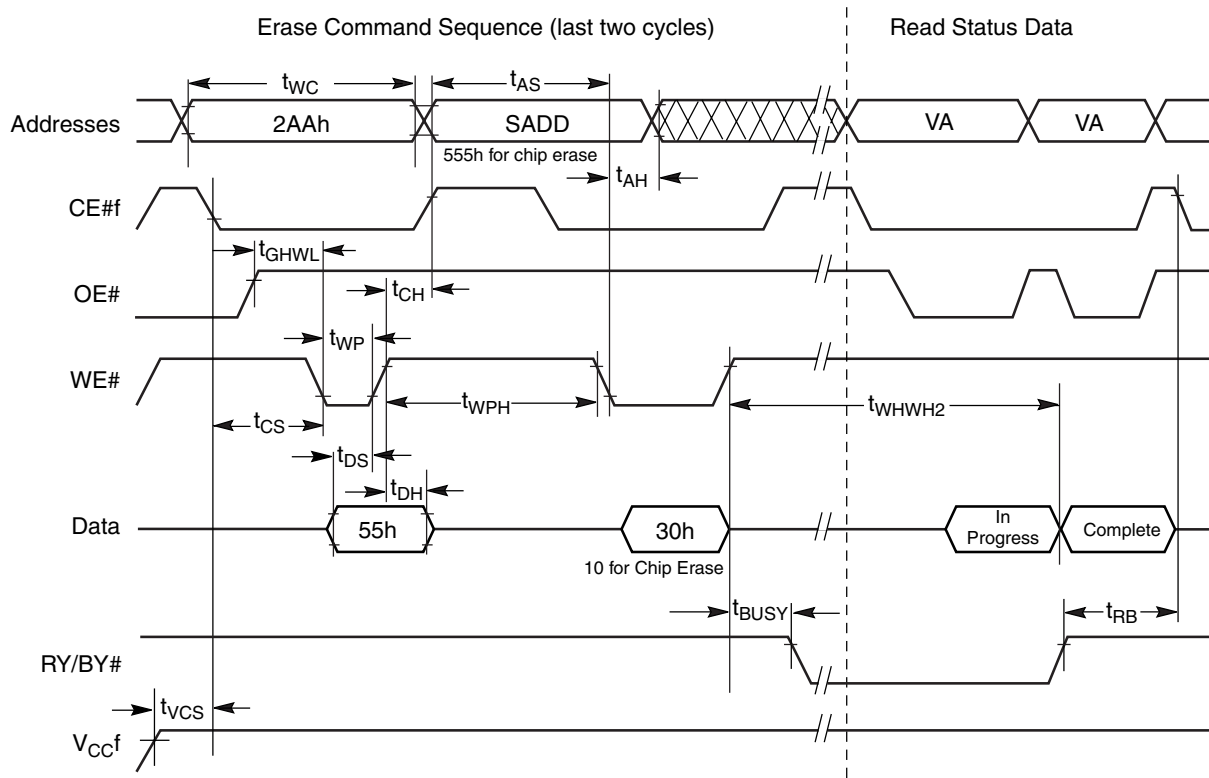 Erase Command Sequence (last two cycles)
Read Status Data
tWC
tAS
Addresses
2AAh
SADD
VA
VA
555h for chip erase
tAH
CE#f
tGHWL
OE#
tCH
tWP
WE#
tWPH
tWHWH2
tCS
tDS
tDH
Data
55h
30h
In
Progress
Complete
10 for Chip Erase
tBUSY
tRB
RY/BY#
tVCS
VCCf